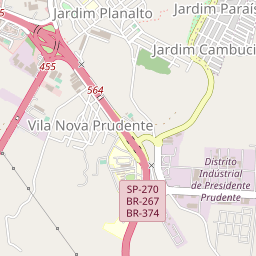 Jardim Planalto
Jardim Paraís
Jardim Cambuci
455
564
Vila Nova Prudente
Distrito
Industrial
de Presidente
Prudente
SP-270
BR-267
BR-374